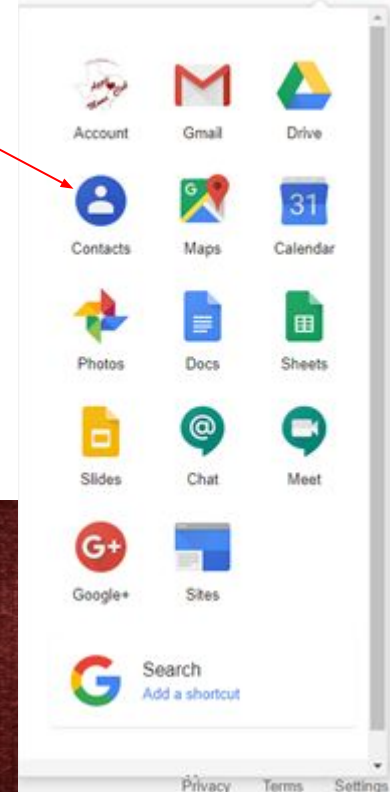 Account Gmail Drive
G
31
Contacts Maps Calendar
Photos Docs Sheets
@
Slides Chat Meet
G+
Google+ Sites
G
Search
Add a shortcut
Privacy Terms Settings